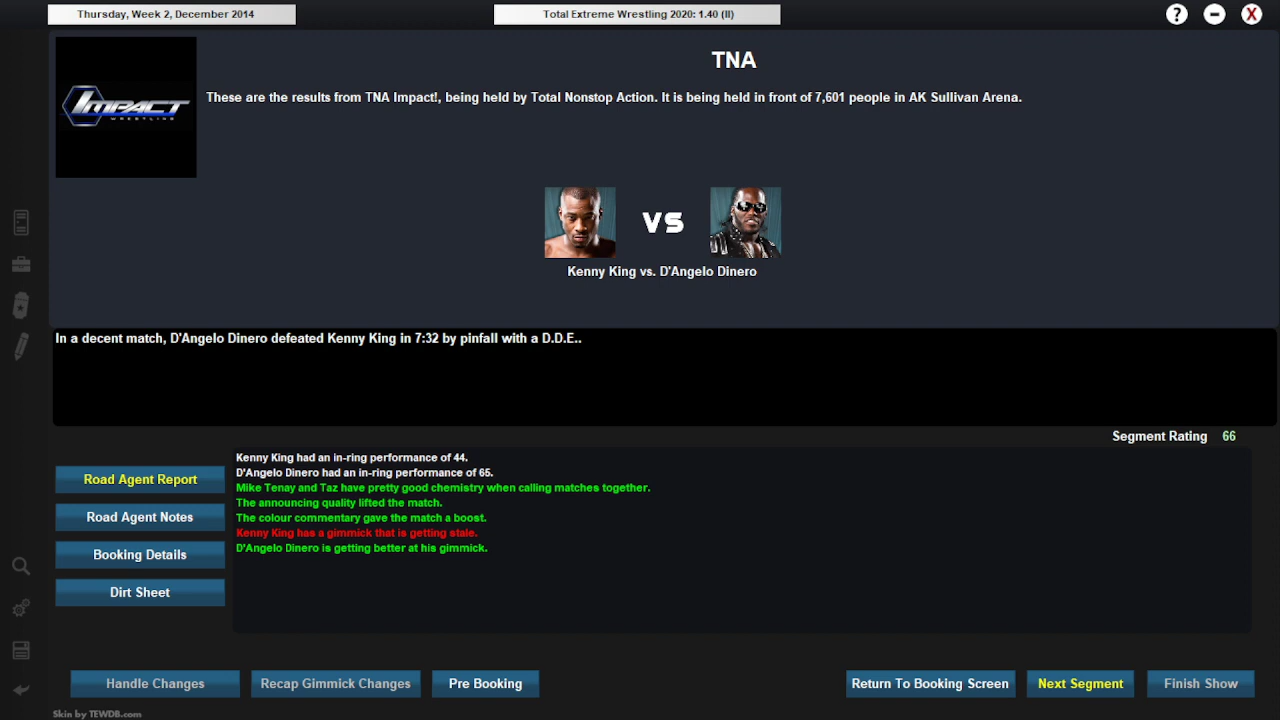 Thursday, Week 2, December 2014
Total Extreme Wrestling 2020: 1.40 (II)
?
X
TNA
IMPACT
WRESTLING
These are the results from TNA Impact!, being held by Total Nonstop Action. It is being held in front of 7,601 people in AK Sullivan Arena.
VS
Kenny King vs. D'Angelo Dinero
In a decent match, D'Angelo Dinero defeated Kenny King in 7:32 by pinfall with a D.D.E..
Segment Rating 66
Road Agent Report
Road Agent Notes
Booking Details
Dirt Sheet
Kenny King had an in-ring performance of 44.
D'Angelo Dinero had an in-ring performance of 65.
Mike Tenay and Taz have pretty good chemistry when calling matches together.
The announcing quality lifted the match.
The colour commentary gave the match a boost.
Kenny King has a gimmick that is getting stale.
D'Angelo Dinero is getting better at his gimmick.
Handle Changes
Recap Gimmick Changes
Pre Booking
Return To Booking Screen
Next Segment
Finish Show
Skin by TEWDB.com